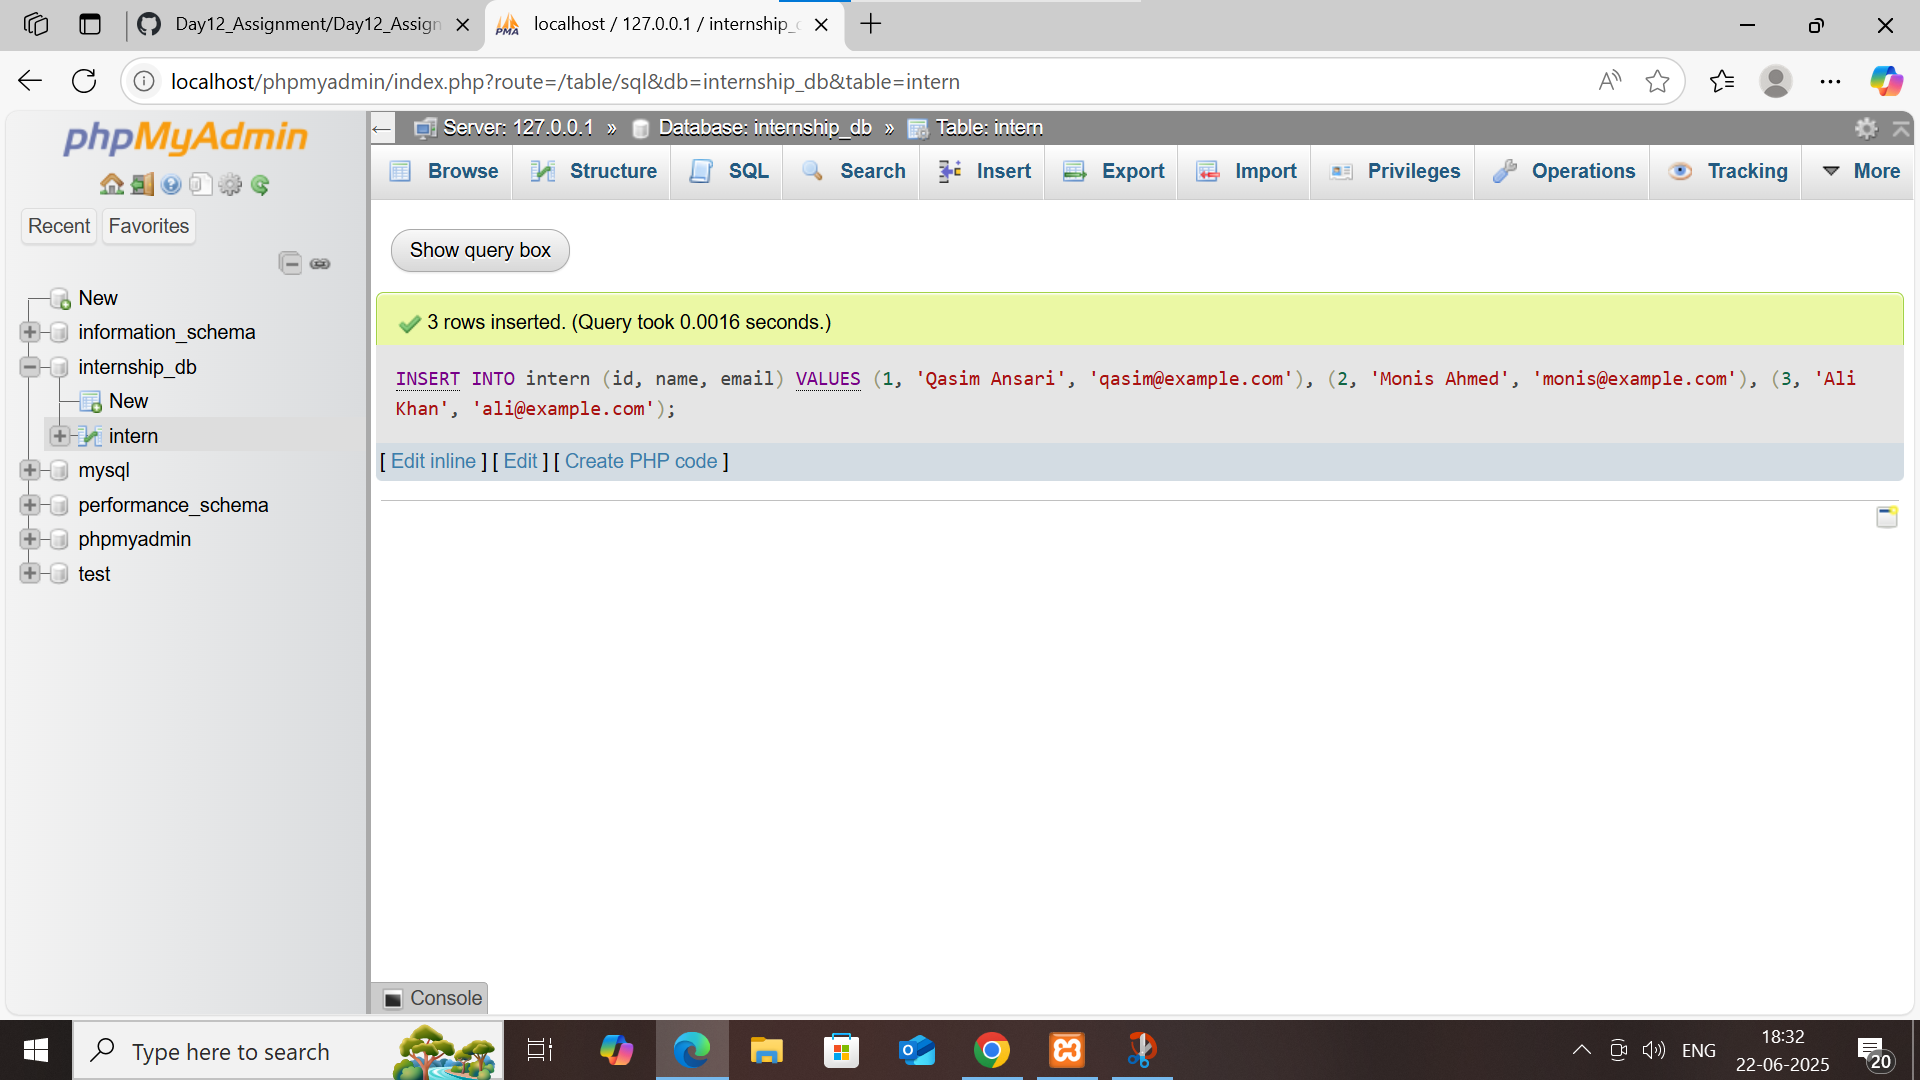 Day12_Assignment/Day12_Assign
localhost / 127.0.0.1 / internship_
localhost/phpmyadmin/index.php?route=/table/sql&db=internship_db&table=intern
phpMyAdmin
Recent Favorites
New
information_schema
internship_db
New
intern
mysql
performance_schema
phpmyadmin
test
Server: 127.0.0.1 » Database: internship_db » Table: intern
Browse Structure SQL Search Insert Export Import Privileges Operations Tracking More
Show query box
3 rows inserted. (Query took 0.0016 seconds.)
INSERT INTO intern (id, name, email) VALUES (1, 'Qasim Ansari', 'qasim@example.com'), (2, 'Monis Ahmed', 'monis@example.com'), (3, 'Ali
Khan', 'ali@example.com');
[ Edit inline ] [ Edit ] [ Create PHP code ]
Console
Type here to search
ENG
18:32
22-06-2025
20